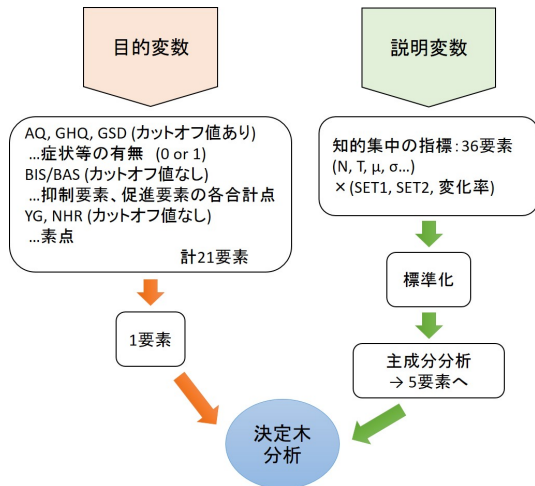 目的変数
AQ, GHQ, GSD (カットオフ値あり)
…症状等の有無 (0 or 1)
BIS/BAS (カットオフ値なし)
…抑制要素、促進要素の各合計点
YG, NHR (カットオフ値なし)
…素点
計21要素
1要素
説明変数
知的集中の指標：36要素
(N, T, μ, σ…)
×(SET1, SET2, 変化率)
標準化
主成分分析
→ 5要素へ
決定木
分析